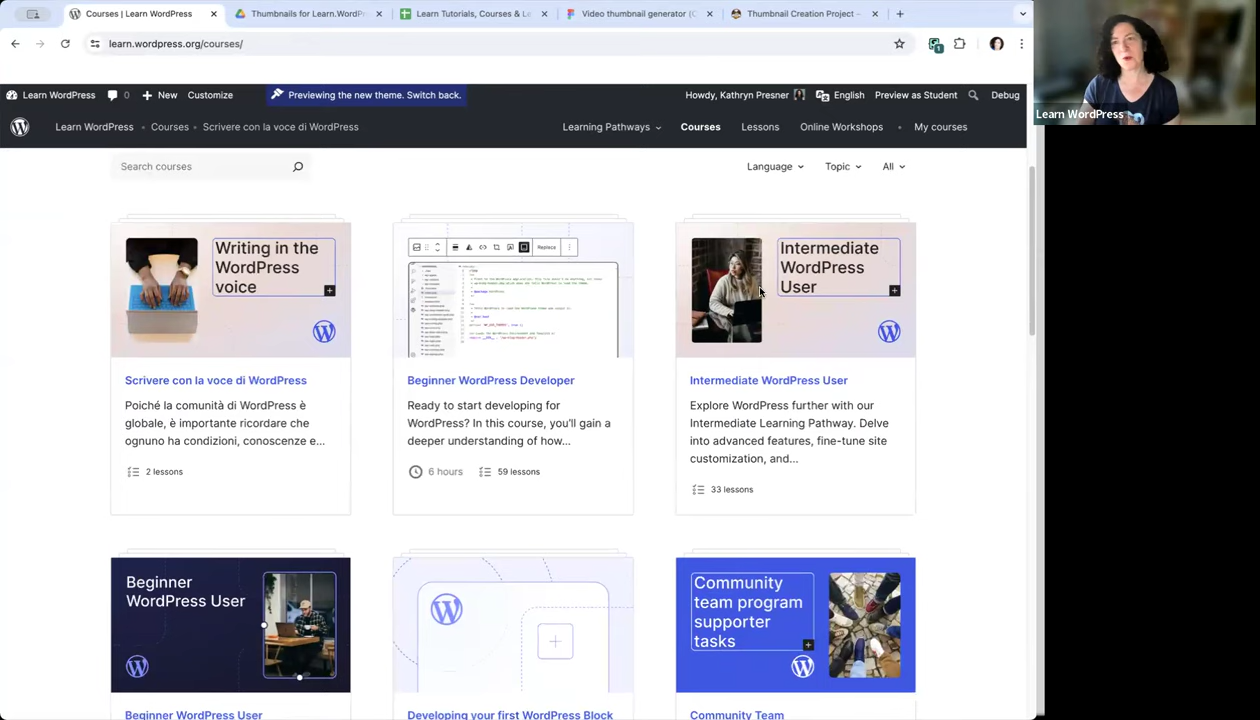 Courses | Learn WordPress
Thumbnails for Learn.WordP
Learn Tutorials, Courses & Le
Video thumbnail generator (C
Thumbnail Creation Project –
learn.wordpress.org/courses/
1
Learn WordPress
0
New
Customize
Previewing the new theme. Switch back.
Howdy, Kathryn Presner
English
Preview as Student
Debug
Learn WordPress
Learn WordPress
Courses
Scrivere con la voce di WordPress
Learning Pathways
Courses
Lessons
Online Workshops
My courses
Search courses
Language
Topic
All
Writing in the
WordPress
voice
Scrivere con la voce di WordPress
Poiché la comunità di WordPress è
globale, è importante ricordare che
ognuno ha condizioni, conoscenze e...
2 lessons
Replace
Beginner WordPress Developer
Ready to start developing for
WordPress? In this course, you'll gain a
deeper understanding of how...
6 hours
59 lessons
Intermediate
WordPress
User
Intermediate WordPress User
Explore WordPress further with our
Intermediate Learning Pathway. Delve
into advanced features, fine-tune site
customization, and...
33 lessons
Beginner
WordPress User
Beginner WordPress User
Developing your first WordPress Block
Community
team program
supporter
tasks
Community Team